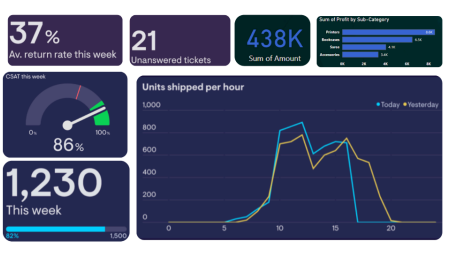 37%
Av. return rate this week
21
Unanswered tickets
438K
Sum of Amount
Sum of Profit by Sub-Category
Printers
Bookcases
Sares
Accessories
0K 2K 4K 6K 8K
CSAT this week
0% 100%
86%
1,230
This week
82% 1,500
Units shipped per hour
Today Yesterday
1,000
800
600
400
200
0
0 5 10 15 20